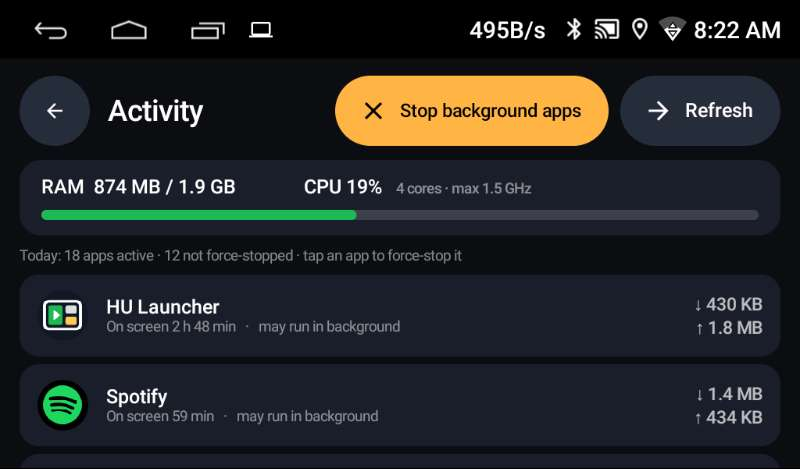 495B/s 8:22 AM
Activity
Stop background apps
Refresh
RAM 874 MB / 1.9 GB
CPU 19% 4 cores · max 1.5 GHz
Today: 18 apps active · 12 not force-stopped · tap an app to force-stop it
HU Launcher
On screen 2 h 48 min · may run in background
↓ 430 KB
↑ 1.8 MB
Spotify
On screen 59 min · may run in background
↓ 1.4 MB
↑ 434 KB